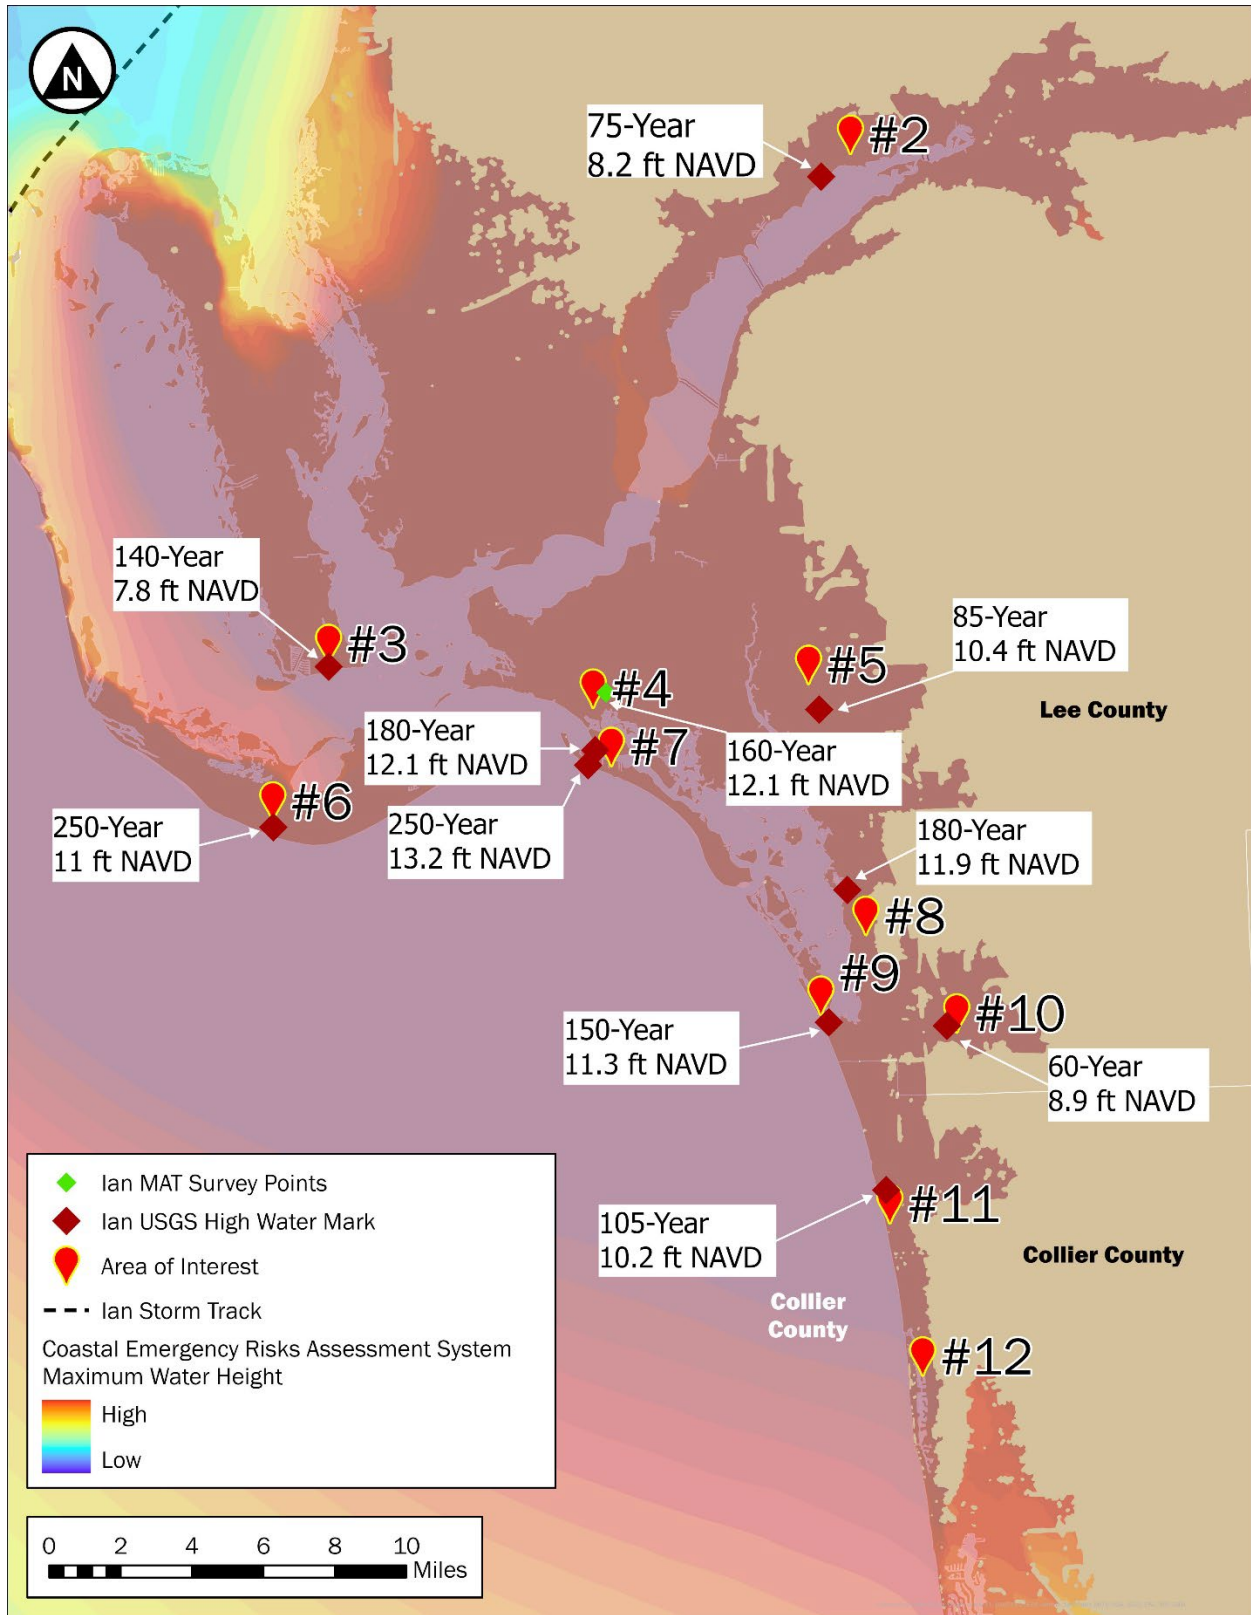 N
75-Year
8.2 ft NAVD
#2
140-Year
7.8 ft NAVD
#3
85-Year
10.4 ft NAVD
#5
Lee County
#4
180-Year
12.1 ft NAVD
#7
160-Year
12.1 ft NAVD
#6
250-Year
11 ft NAVD
250-Year
13.2 ft NAVD
180-Year
11.9 ft NAVD
#8
#9
#10
150-Year
11.3 ft NAVD
60-Year
8.9 ft NAVD
#11
105-Year
10.2 ft NAVD
Collier County
Collier
County
#12
Ian MAT Survey Points
Ian USGS High Water Mark
Area of Interest
Ian Storm Track
Coastal Emergency Risks Assessment System
Maximum Water Height
High
Low
0 2 4 6 8 10
Miles